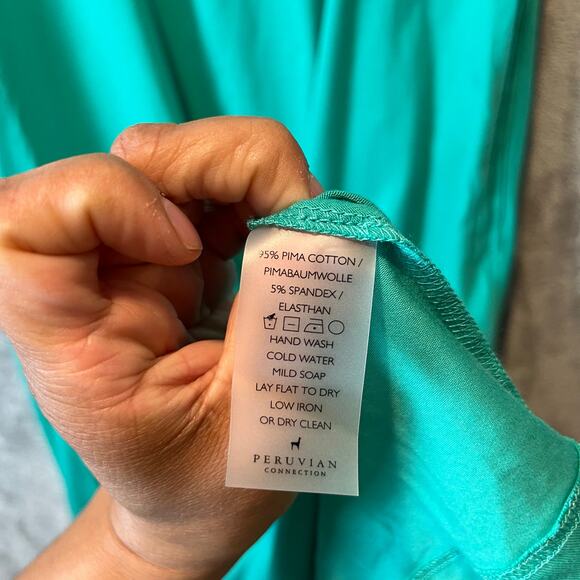 95% PIMA COTTON /
PIMABAUMWOLLE
5% SPANDEX /
ELASTHAN
HAND WASH
COLD WATER
MILD SOAP
LAY FLAT TO DRY
LOW IRON
OR DRY CLEAN
PERUVIAN
CONNECTION